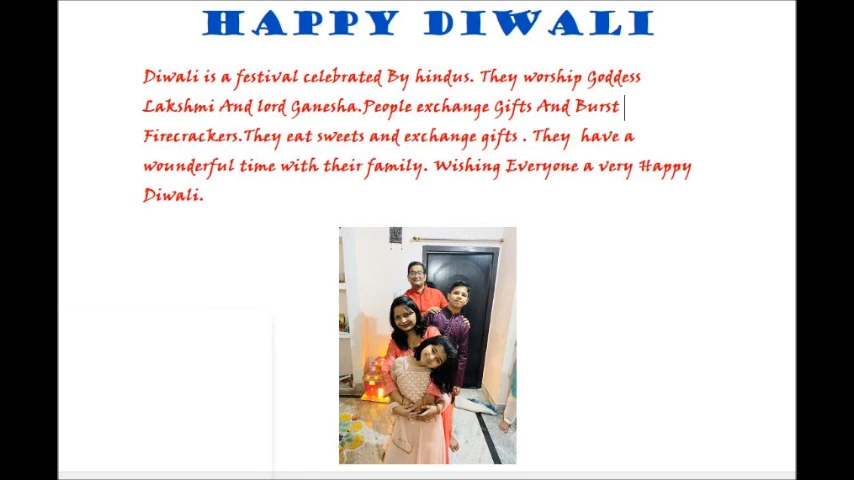 HAPPY DIWALI
Diwali is a festival celebrated By hindus. They worship Goddess
Lakshmi And lord Ganesha.People exchange Gifts And Burst
Firecrackers.They eat sweets and exchange gifts . They have a
wounderful time with their family. Wishing Everyone a very Happy
Diwali.